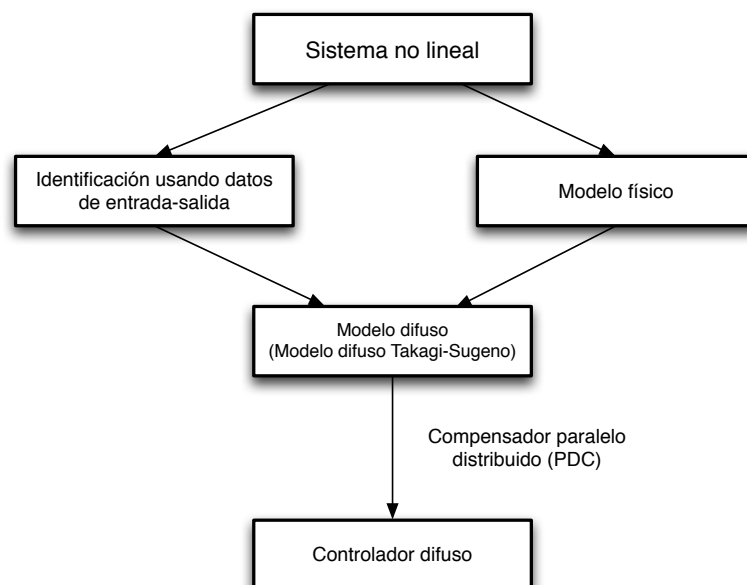 Sistema no lineal
Identificación usando datos
de entrada-salida
Modelo físico
Modelo difuso
(Modelo difuso Takagi-Sugeno)
Compensador paralelo
distribuido (PDC)
Controlador difuso